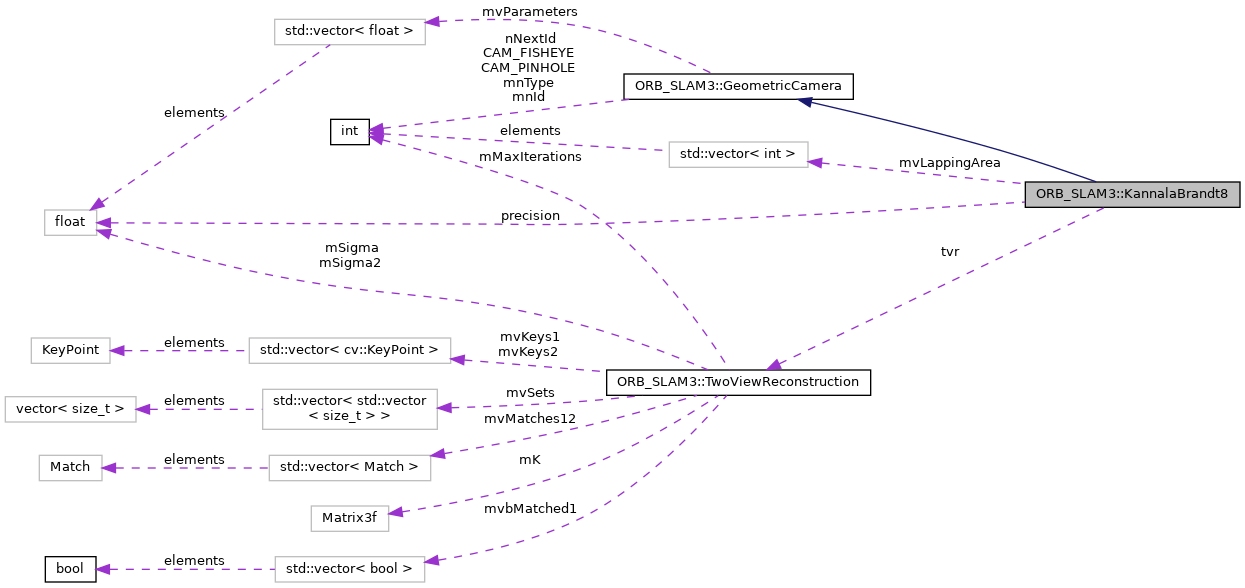 mvParameters
std::vector< float >
nNextId
CAM_FISHEYE
CAM_PINHOLE
mnType
mnId
ORB_SLAM3::GeometricCamera
elements
int
elements
mMaxIterations
std::vector< int >
mvLappingArea
ORB_SLAM3::KannalaBrandt8
float
precision
mSigma
mSigma2
tvr
KeyPoint
elements
std::vector< cv::KeyPoint >
mvKeys1
mvKeys2
ORB_SLAM3::TwoViewReconstruction
vector< size_t >
elements
std::vector< std::vector
< size_t > >
mvSets
mvMatches12
Match
elements
std::vector< Match >
mK
Matrix3f
mvbMatched1
bool
elements
std::vector< bool >